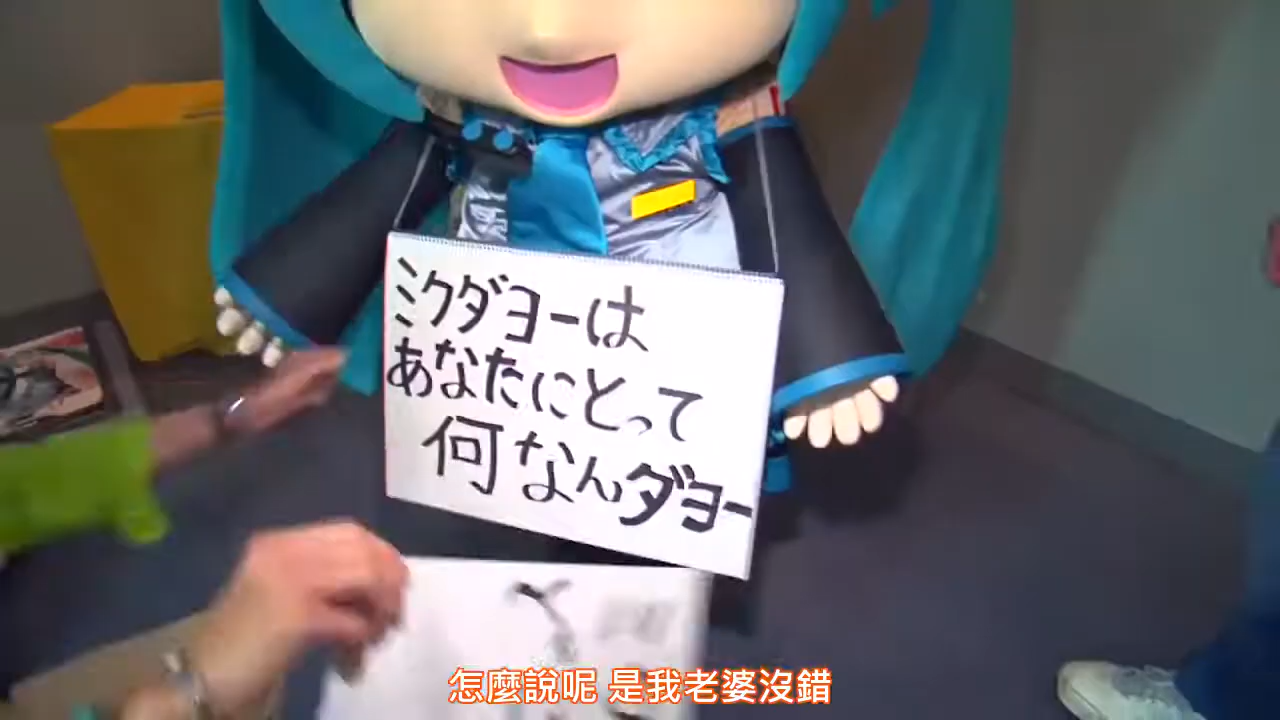 ミクダヨーは
あなたにとって
何なんダヨー
怎麼說呢 是我老婆沒錯